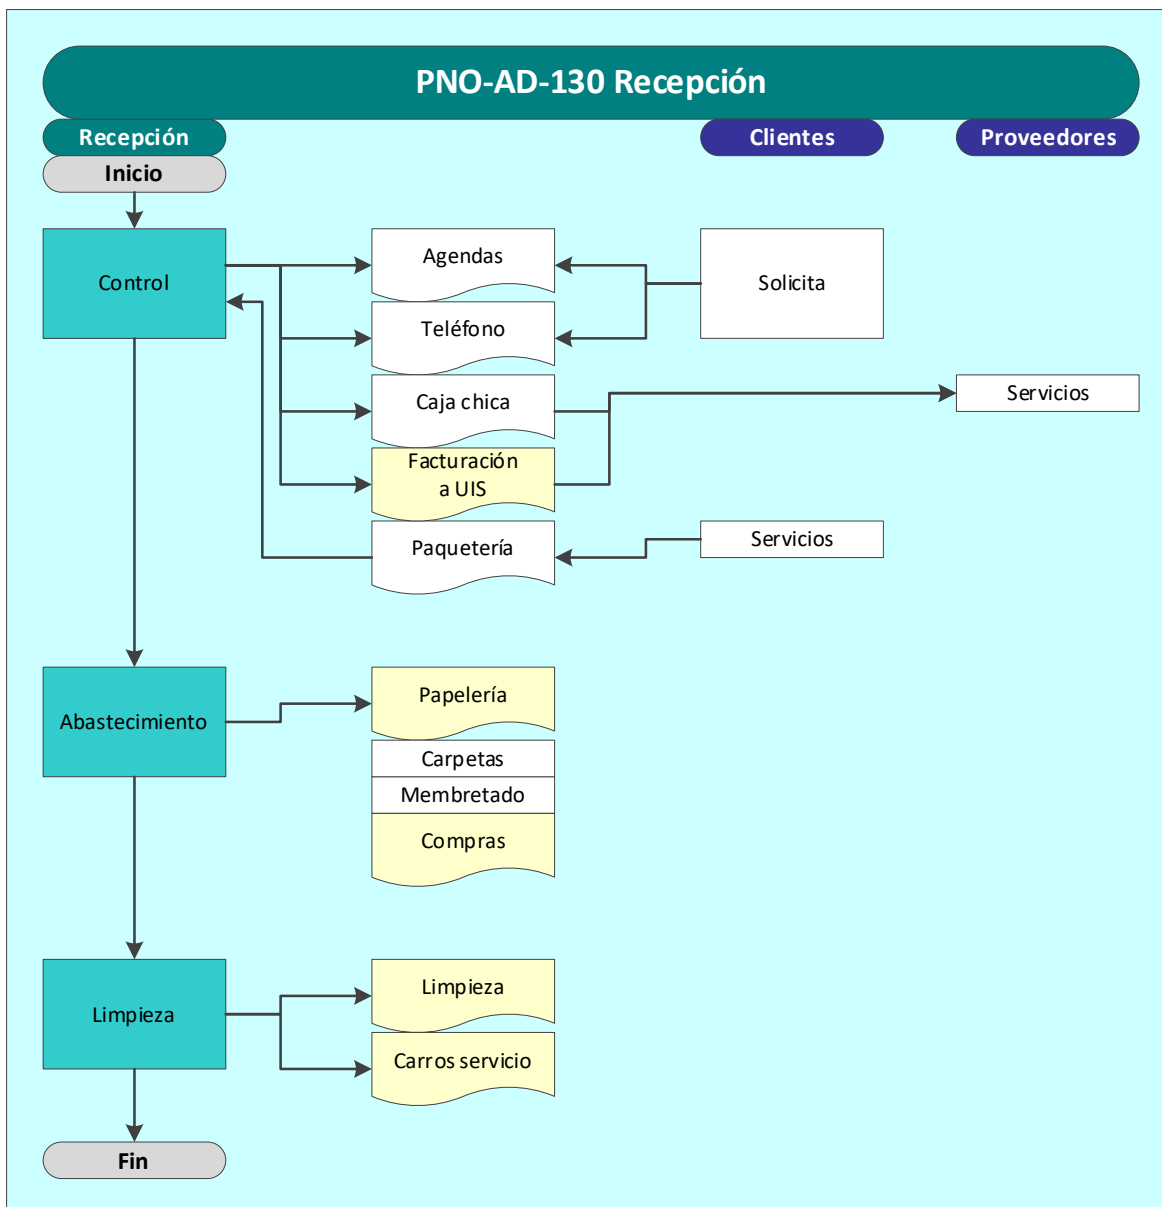 PNO-AD-130 Recepción
Recepción
Clientes
Proveedores
Inicio
Control
Agendas
Solicita
Teléfono
Caja chica
Servicios
Facturación
a UIS
Paquetería
Servicios
Abastecimiento
Papelería
Carpetas
Membretado
Compras
Limpieza
Limpieza
Carros servicio
Fin